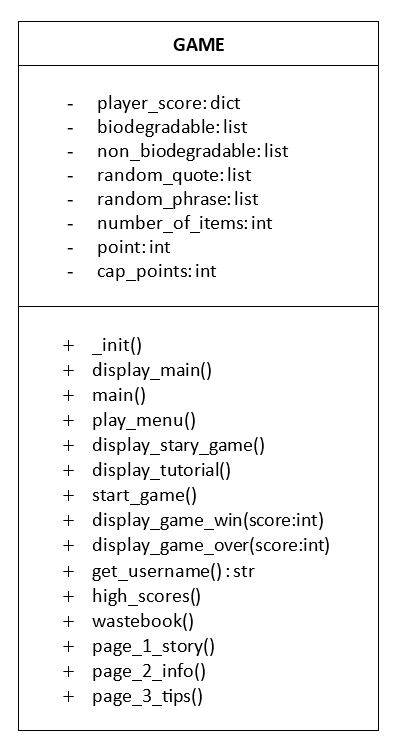 GAME
- player_score: dict
- biodegradable: list
- non_biodegradable: list
- random_quote: list
- random_phrase: list
- number_of_items: int
- point: int
- cap_points: int
+ _init()
+ display_main()
+ main()
+ play_menu()
+ display_stary_game()
+ display_tutorial()
+ start_game()
+ display_game_win(score:int)
+ display_game_over(score:int)
+ get_username() : str
+ high_scores()
+ wastebook()
+ page_1_story()
+ page_2_info()
+ page_3_tips()